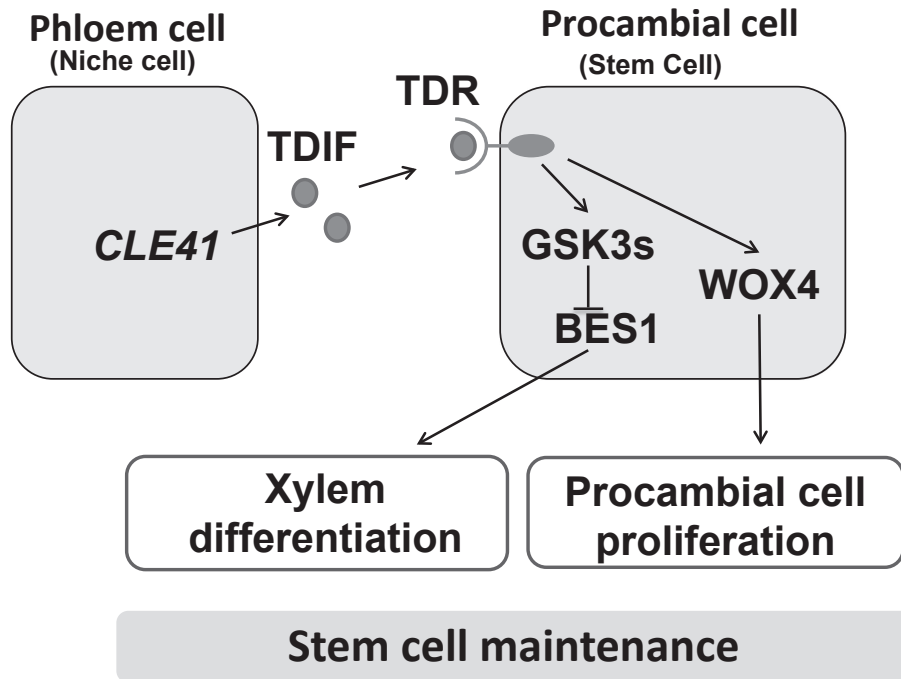 Phloem cell
(Niche cell)
Procambial cell
(Stem Cell)
TDR
TDIF
CLE41
GSK3s
WOX4
BES1
Xylem
differentiation
Procambial cell
proliferation
Stem cell maintenance